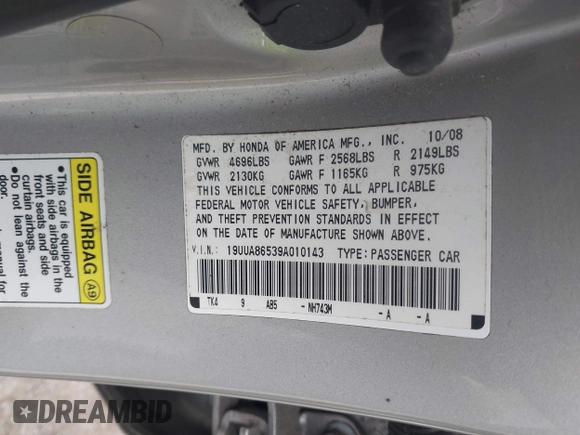 MFD. BY HONDA OF AMERICA MFG., INC. 10/08
GVWR 4696LBS GAWR F 2568LBS R 2149LBS
GVWR 2130KG GAWR F 1165KG R 975KG
THIS VEHICLE CONFORMS TO ALL APPLICABLE
FEDERAL MOTOR VEHICLE SAFETY, BUMPER,
AND THEFT PREVENTION STANDARDS IN EFFECT
ON THE DATE OF MANUFACTURE SHOWN ABOVE.
V.I.N.: 19UUA86539A010143 TYPE: PASSENGER CAR
TK4 9 AB5 - NH743M - A - A
SIDE AIRBAG A9
•This car is equipped
with side airbags in the
front seats and side
curtain airbags.
•Do not lean against the
door.
manual for
DREAMBID